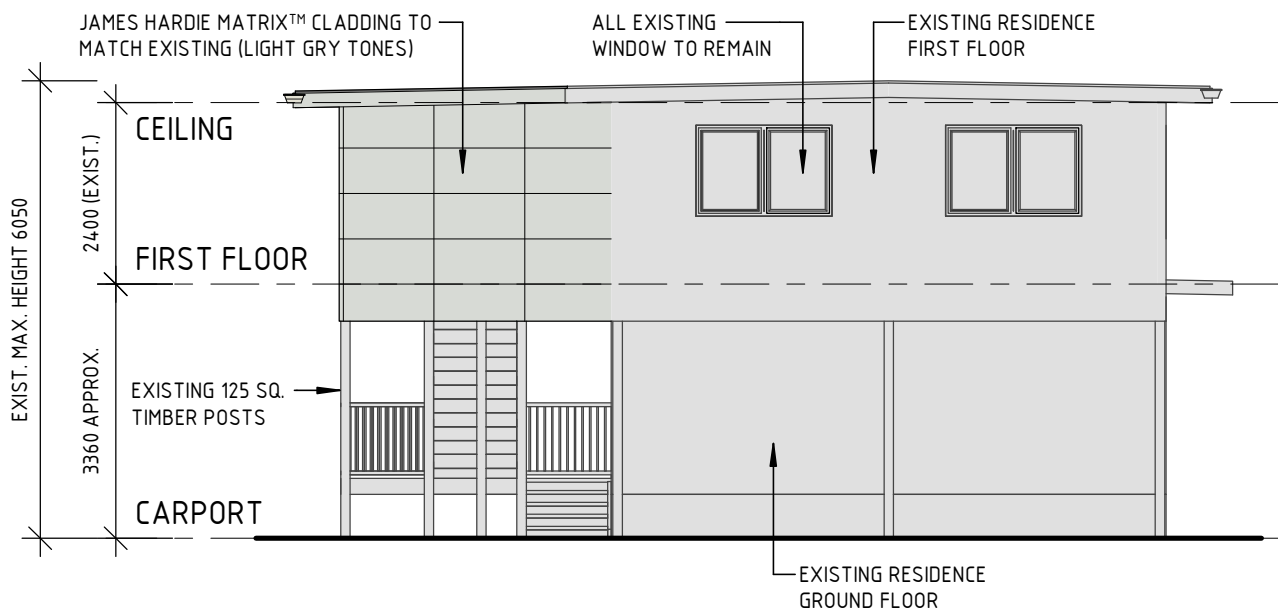 JAMES HARDIE MATRIX™ CLADDING TO
MATCH EXISTING (LIGHT GRY TONES)
ALL EXISTING
WINDOW TO REMAIN
EXISTING RESIDENCE
FIRST FLOOR
CEILING
2400 (EXIST.)
EXIST. MAX. HEIGHT 6050
FIRST FLOOR
3360 APPROX.
EXISTING 125 SQ.
TIMBER POSTS
CARPORT
EXISTING RESIDENCE
GROUND FLOOR